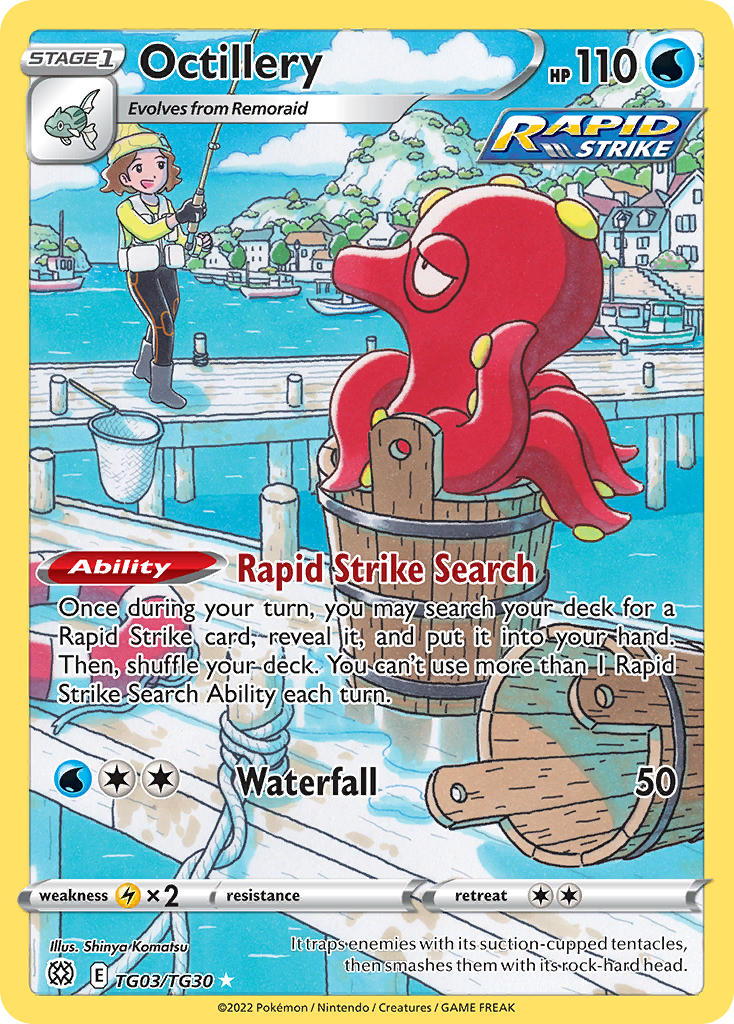 STAGE 1
Octillery
HP 110
Evolves from Remoraid
RAPID
STRIKE
Ability Rapid Strike Search
Once during your turn, you may search your deck for a
Rapid Strike card, reveal it, and put it into your hand.
Then, shuffle your deck. You can't use more than 1 Rapid
Strike Search Ability each turn.
Waterfall 50
weakness ×2 resistance retreat
Illus. Shinya Komatsu
It traps enemies with its suction-cupped tentacles,
then smashes them with its rock-hard head.
E TG03/TG30
©2022 Pokémon / Nintendo / Creatures / GAME FREAK